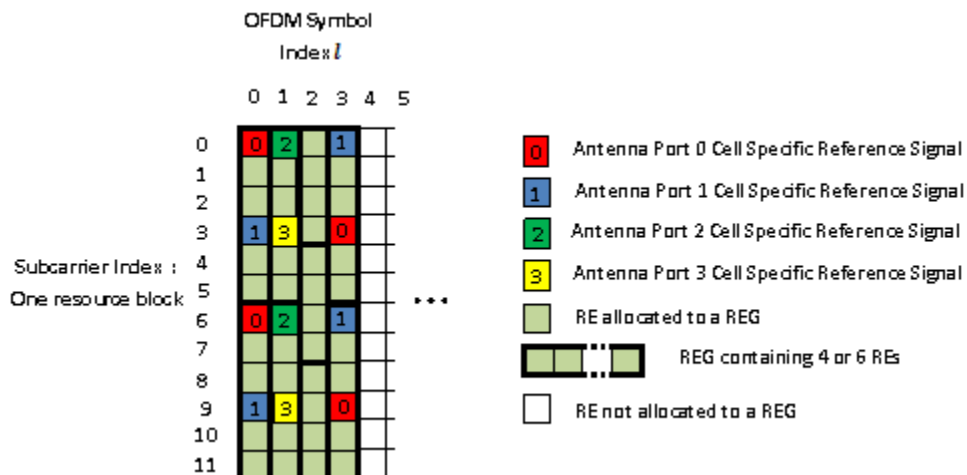 OFDM Symbol
Index l
0 1 2 3 4 5
0 0 2 1
1
2
3 1 3 0
4
Subcarrier Index :
5
One resource block
6 0 2 1
7
8
9 1 3 0
10
11
...
0 Antenna Port 0 Cell Specific Reference Signal
1 Antenna Port 1 Cell Specific Reference Signal
2 Antenna Port 2 Cell Specific Reference Signal
3 Antenna Port 3 Cell Specific Reference Signal
RE allocated to a REG
REG containing 4 or 6 REs
RE not allocated to a REG